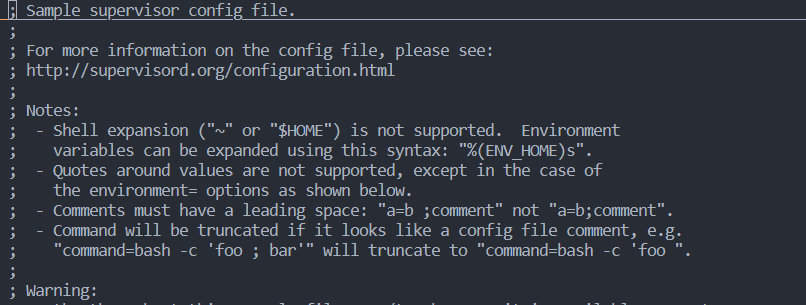 ; Sample supervisor config file.
;
; For more information on the config file, please see:
; http://supervisord.org/configuration.html
;
; Notes:
;  - Shell expansion ("~" or "$HOME") is not supported.  Environment
;    variables can be expanded using this syntax: "%(ENV_HOME)s".
;  - Quotes around values are not supported, except in the case of
;    the environment= options as shown below.
;  - Comments must have a leading space: "a=b ;comment" not "a=b;comment".
;  - Command will be truncated if it looks like a config file comment, e.g.
;    "command=bash -c 'foo ; bar'" will truncate to "command=bash -c 'foo ".
;
; Warning: